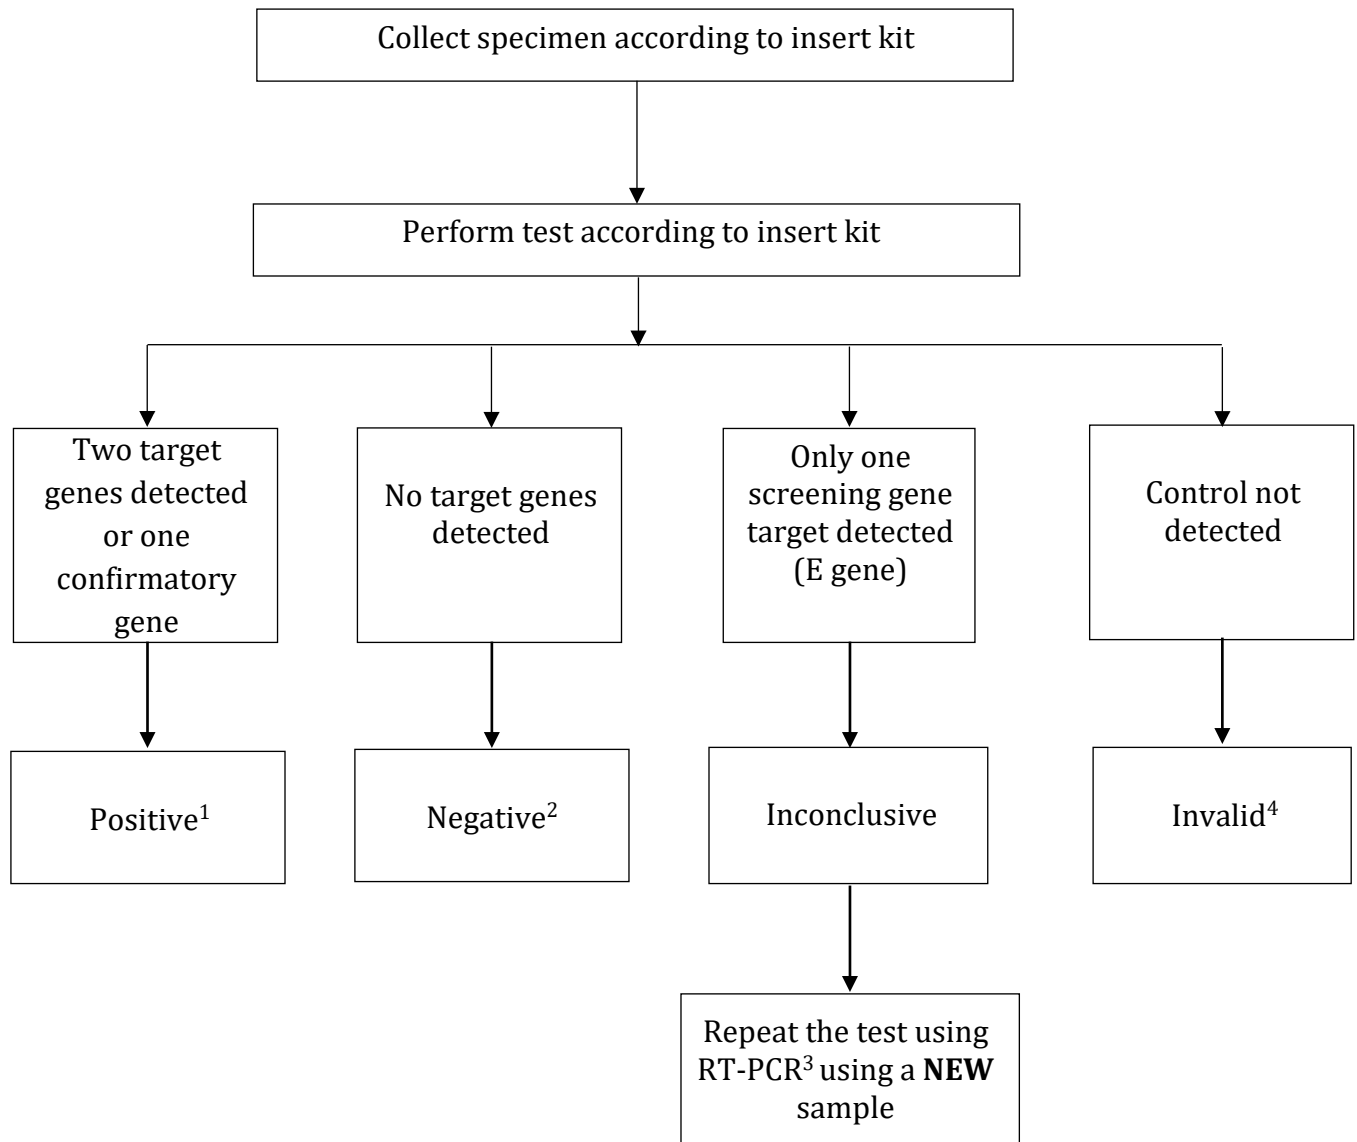 Collect specimen according to insert kit
Perform test according to insert kit
Two target
genes detected
or one
confirmatory
gene
No target genes
detected
Only one
screening gene
target detected
(E gene)
Control not
detected
Positive¹
Negative²
Inconclusive
Invalid⁴
Repeat the test using
RT-PCR³ using a NEW
sample